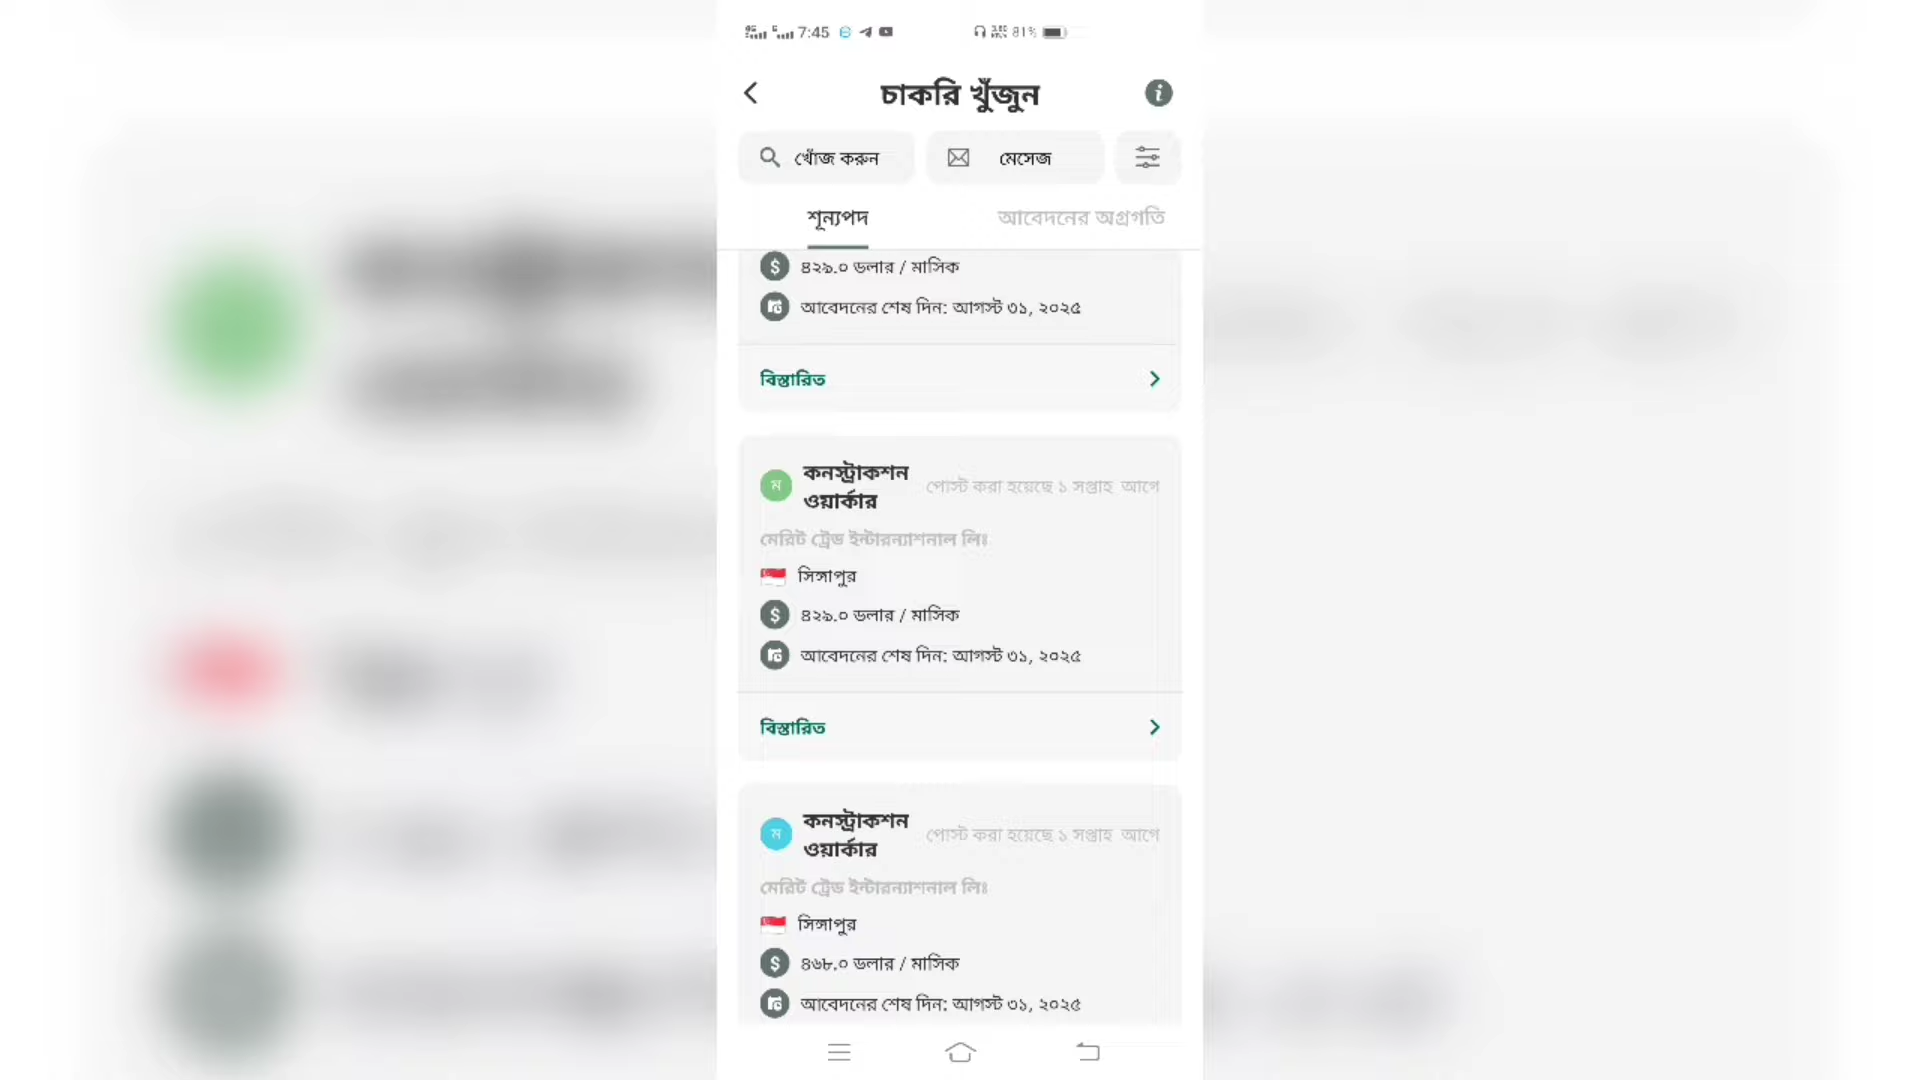 7:45
81%
চাকরি খুঁজুন
খোঁজ করুন
মেসেজ
শূন্যপদ
আবেদনের অগ্রগতি
৪২৯.০ ডলার / মাসিক
আবেদনের শেষ দিন: আগস্ট ৩১, ২০২৫
বিস্তারিত
কনস্ট্রাকশন
ওয়ার্কার
পোস্ট করা হয়েছে ১ সপ্তাহ আগে
মেরিট ট্রেড ইন্টারন্যাশনাল লিঃ
সিঙ্গাপুর
৪২৯.০ ডলার / মাসিক
আবেদনের শেষ দিন: আগস্ট ৩১, ২০২৫
বিস্তারিত
কনস্ট্রাকশন
ওয়ার্কার
পোস্ট করা হয়েছে ১ সপ্তাহ আগে
মেরিট ট্রেড ইন্টারন্যাশনাল লিঃ
সিঙ্গাপুর
৪৬৮.০ ডলার / মাসিক
আবেদনের শেষ দিন: আগস্ট ৩১, ২০২৫